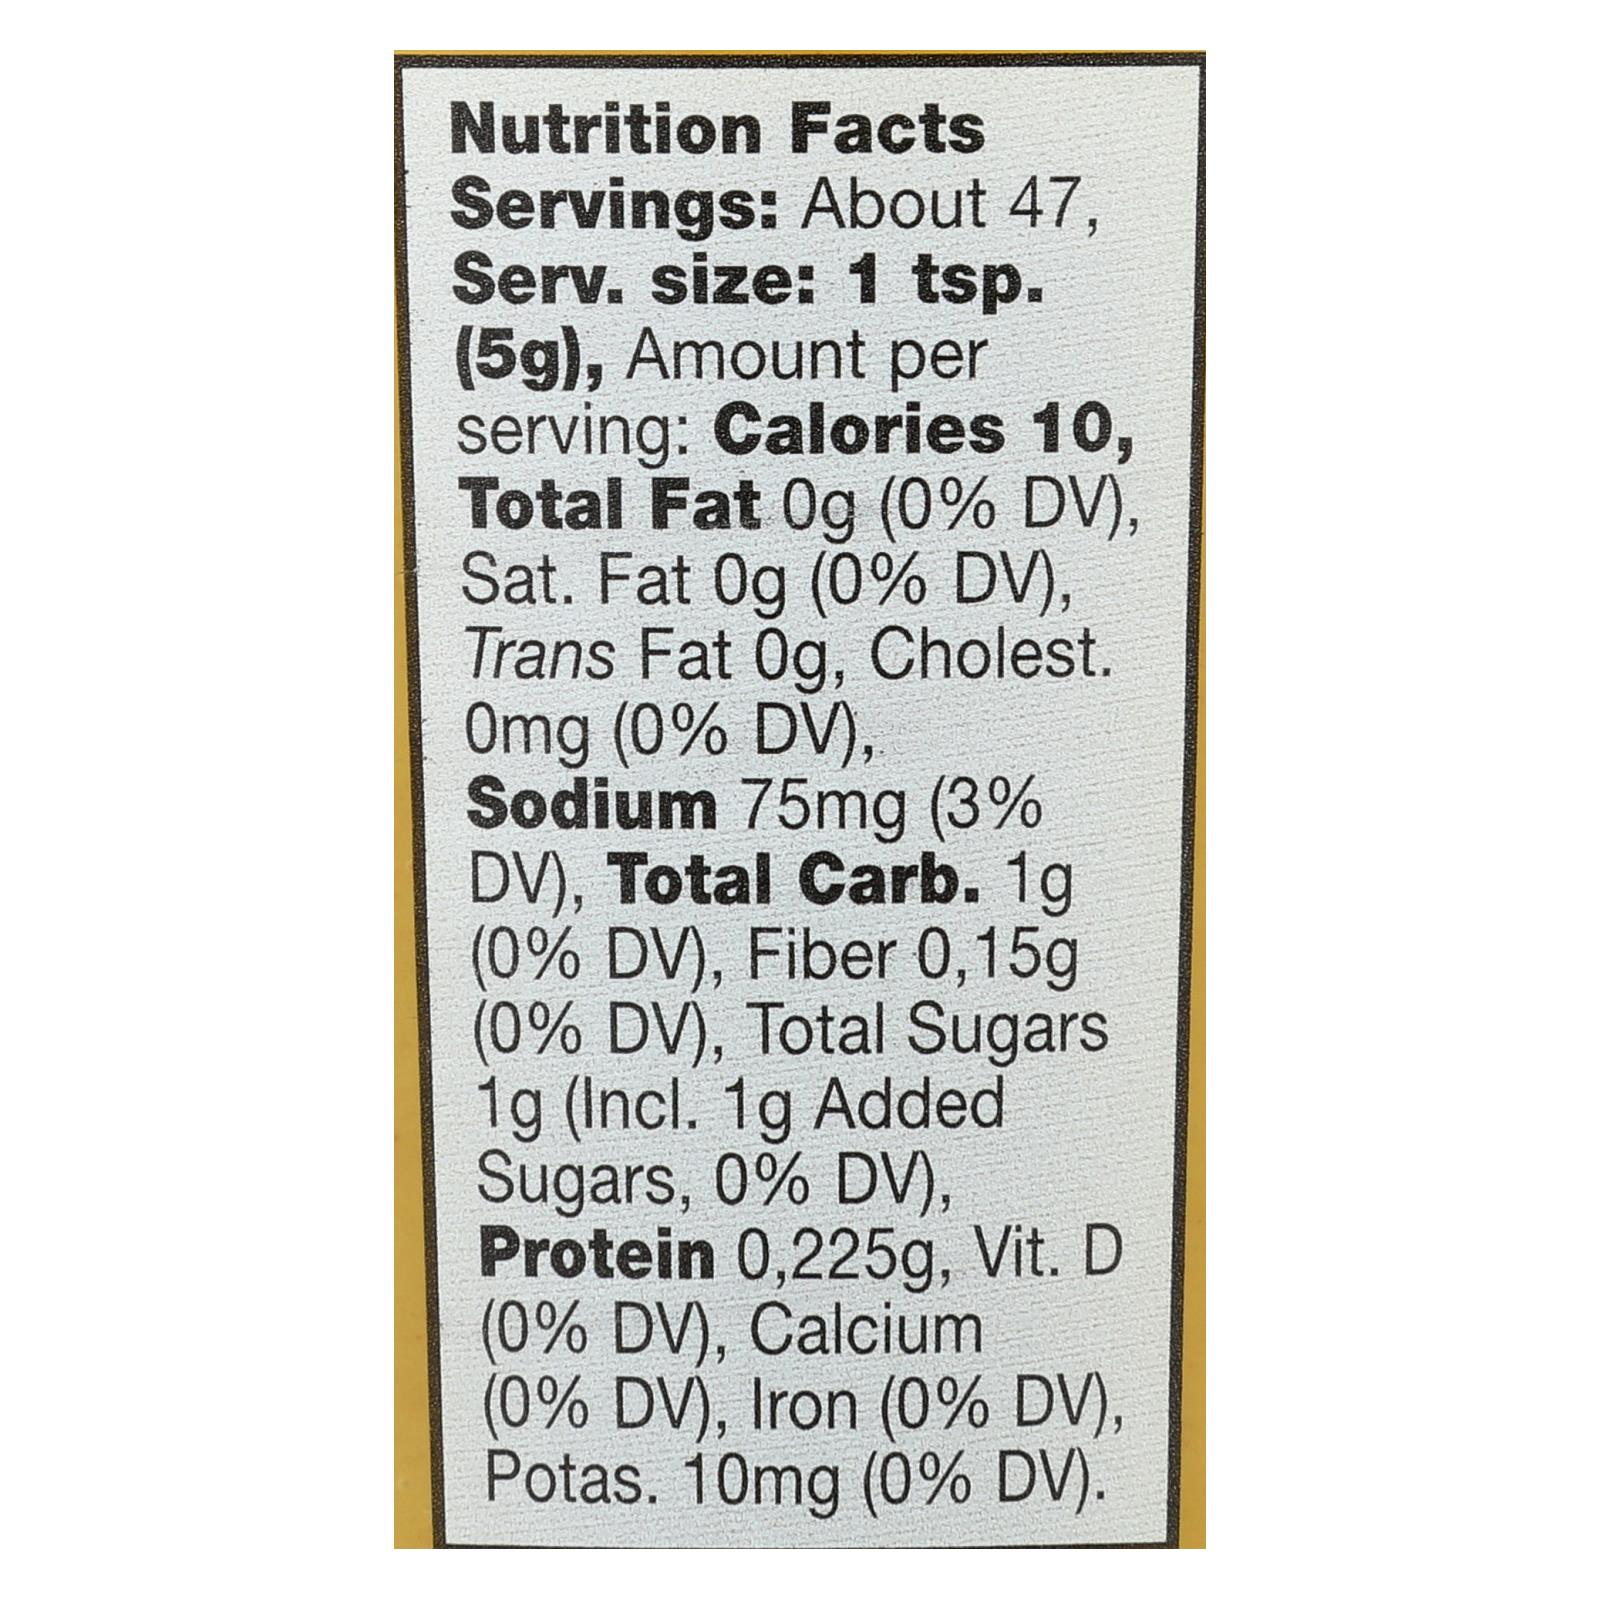 Nutrition Facts
Servings: About 47,
Serv. size: 1 tsp.
(5g), Amount per
serving: Calories 10,
Total Fat 0g (0% DV),
Sat. Fat 0g (0% DV),
Trans Fat 0g, Cholest.
0mg (0% DV),
Sodium 75mg (3%
DV), Total Carb. 1g
(0% DV), Fiber 0,15g
(0% DV), Total Sugars
1g (Incl. 1g Added
Sugars, 0% DV),
Protein 0,225g, Vit. D
(0% DV), Calcium
(0% DV), Iron (0% DV),
Potas. 10mg (0% DV).